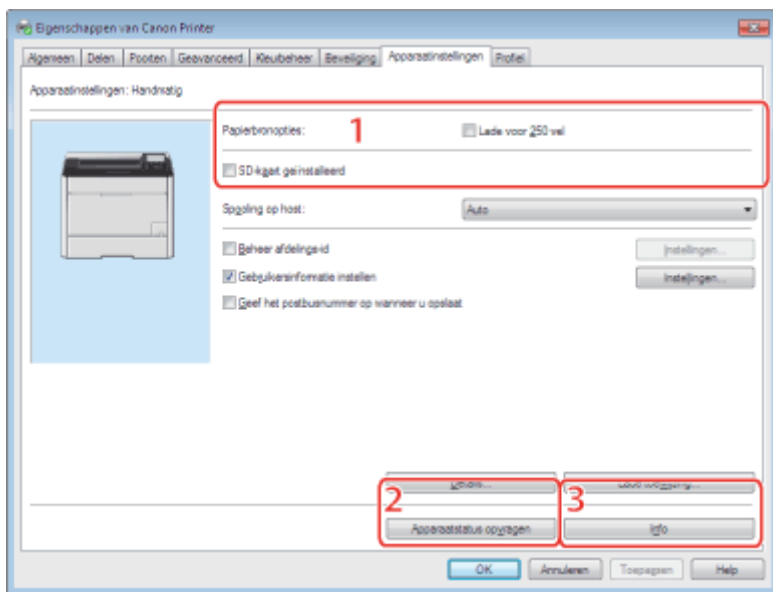 Eigenschappen van Canon Printer
Algemeen Delen Poorten Geavanceerd Kleurbeheer Beveiliging Apparaatinstellingen Profiel
Apparaatinstellingen: Handmatig
Papierbronopties: 1 Lade voor 250 vel
SD-kaart geïnstalleerd
Spooling op host: Auto
Beheer afdelings-id Instellingen...
Gebruikersinformatie instellen Instellingen...
Geef het postbusnummer op wanneer u opslaat
Details...
2 3
Apparaatstatus opvragen Info
OK Annuleren Toepassen Help